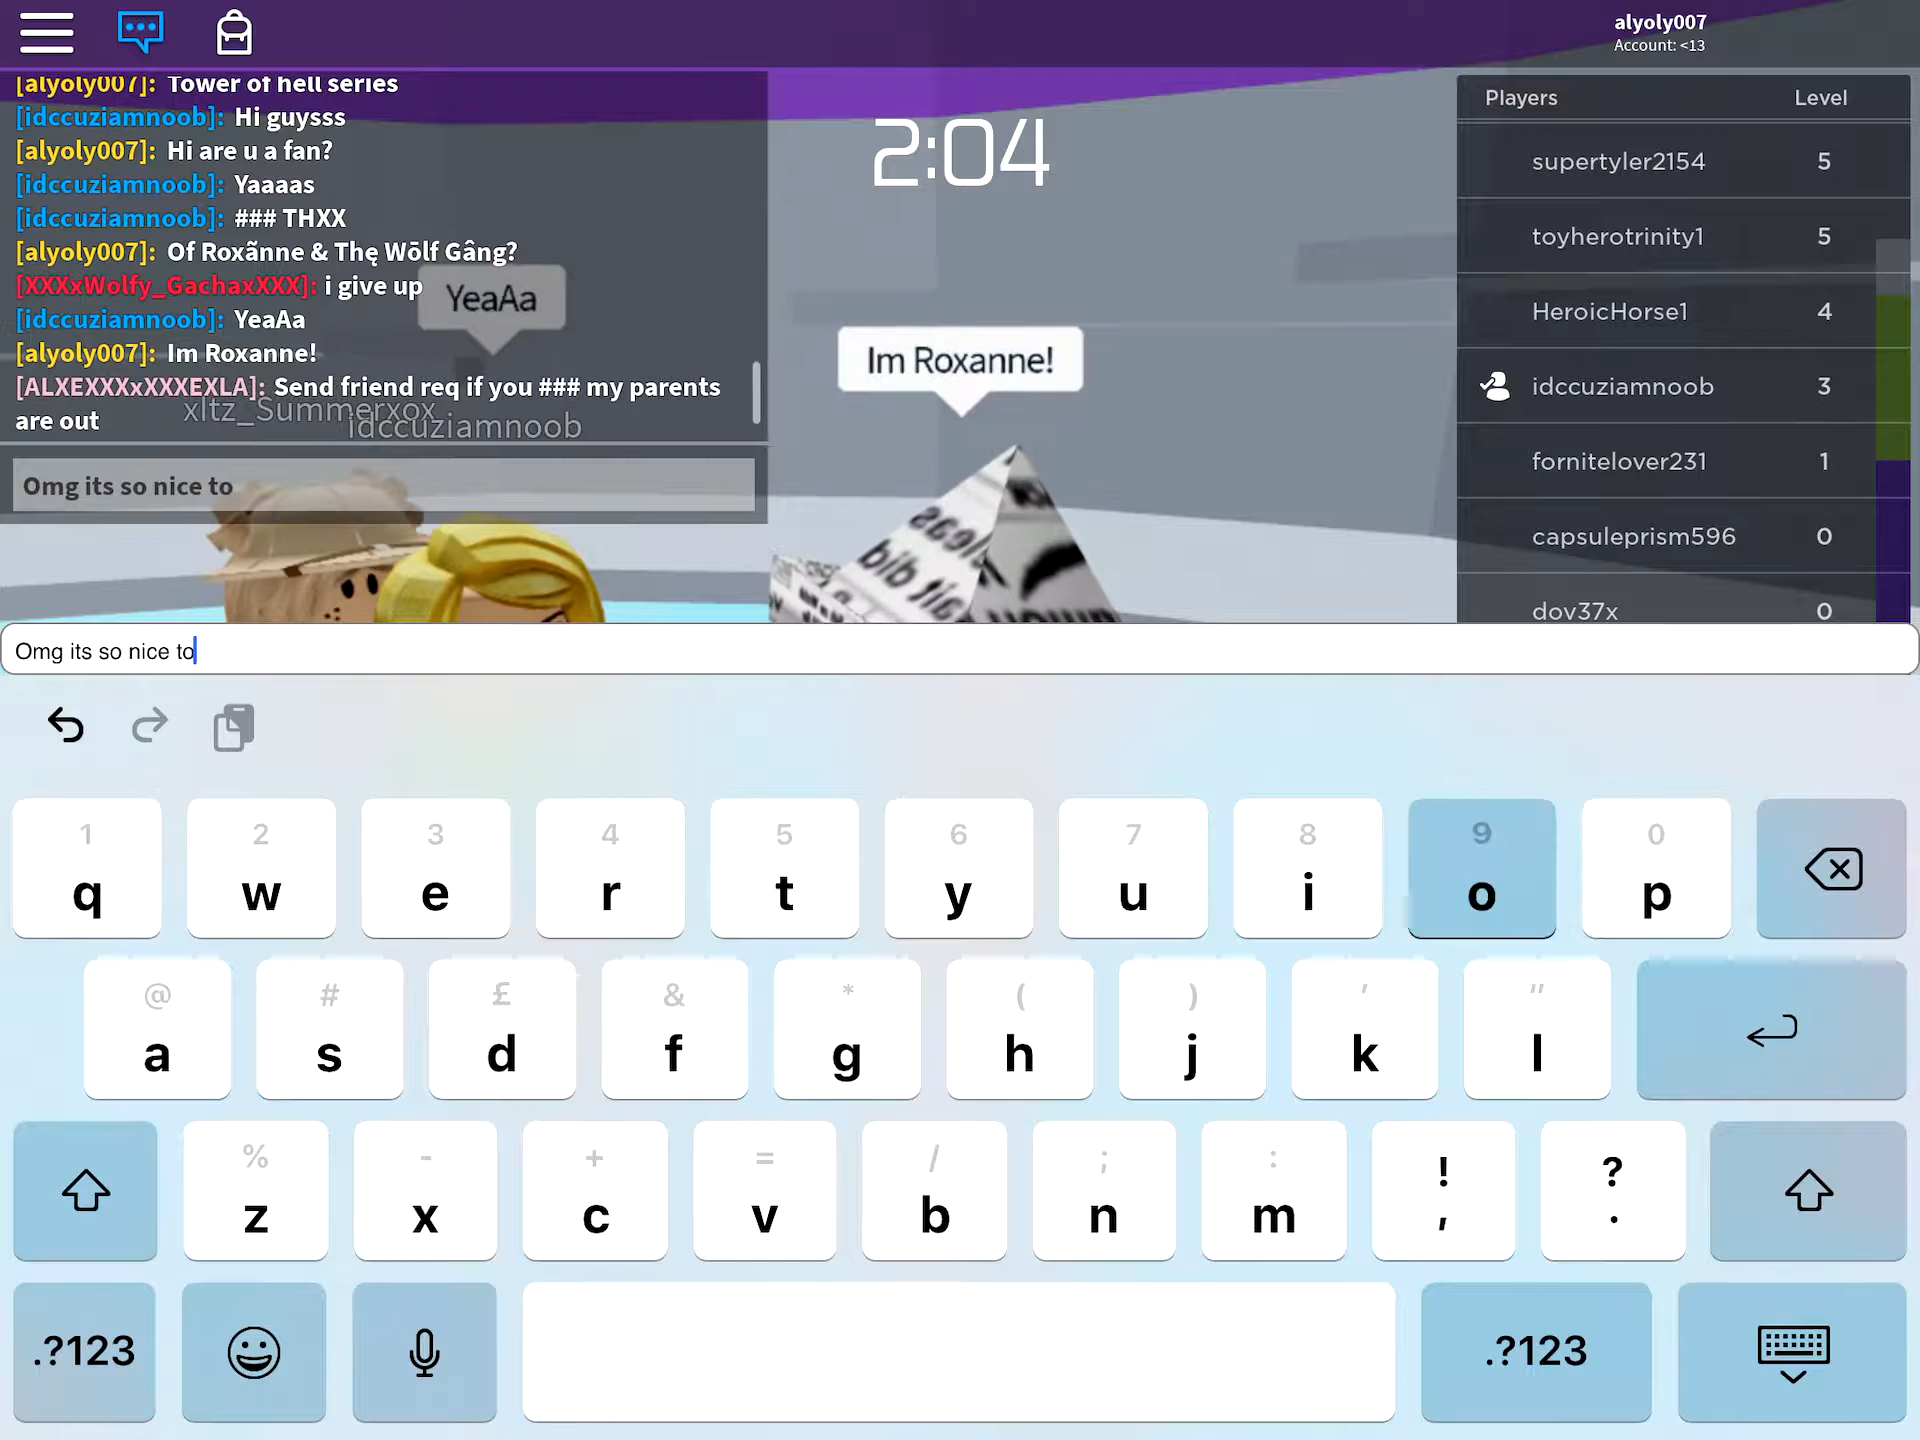 alyoly007
Account: <13
[alyoly007]: Tower of hell series
[idccuziamnoob]: Hi guysss
[alyoly007]: Hi are u a fan?
[idccuziamnoob]: Yaaaas
[idccuziamnoob]: ### THXX
[alyoly007]: Of Roxãnne & Thę Wōlf Gâng?
[XXXxWolfy_GachaxXXX]: i give up
[idccuziamnoob]: YeaAa
[alyoly007]: Im Roxanne!
[ALXEXXXxXXXEXLA]: Send friend req if you ### my parents
are out
YeaAa
xItz_Summerxox
idccuziamnoob
Omg its so nice to
2:04
Im Roxanne!
Players Level
supertyler2154 5
toyherotrinity1 5
HeroicHorse1 4
idccuziamnoob 3
fornitelover231 1
capsuleprism596 0
dov37x 0
Omg its so nice to
1 2 3 4 5 6 7 8 9 0
q w e r t y u i o p
@ # £ & * ( ) ' "
a s d f g h j k l
% - + = / ; : ! ?
z x c v b n m , .
.?123 .?123